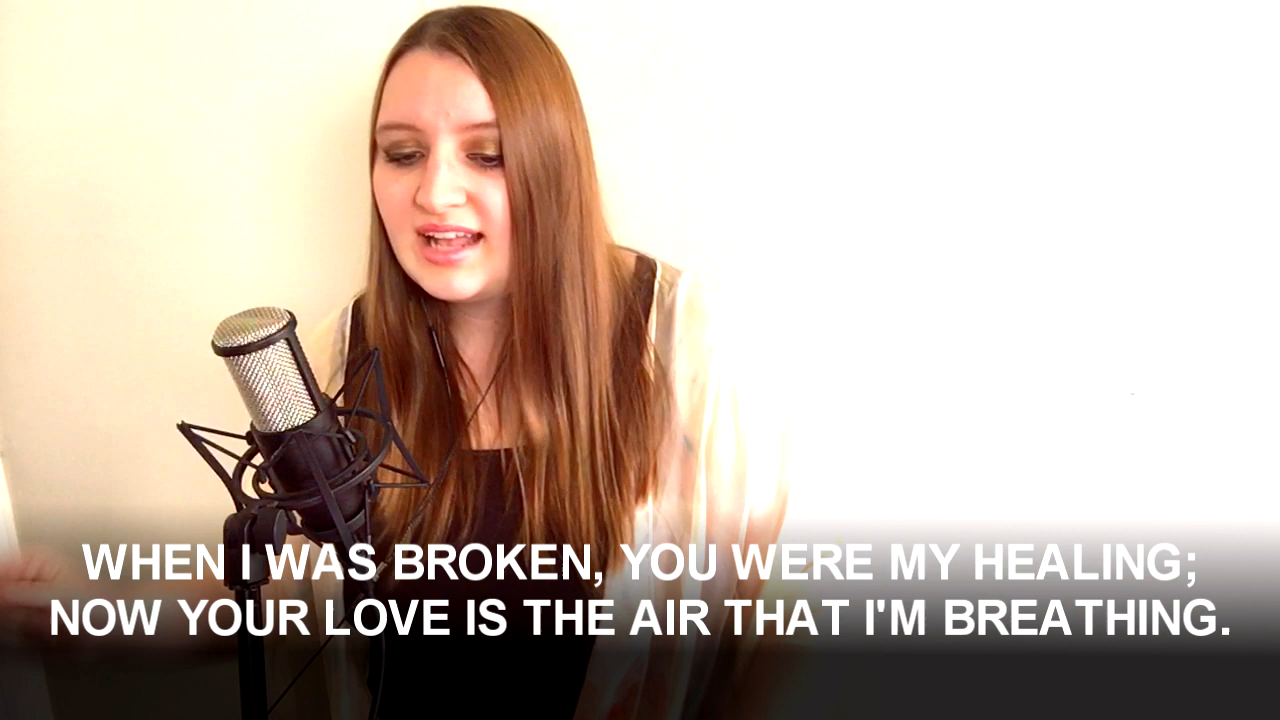 WHEN I WAS BROKEN, YOU WERE MY HEALING;
NOW YOUR LOVE IS THE AIR THAT I'M BREATHING.